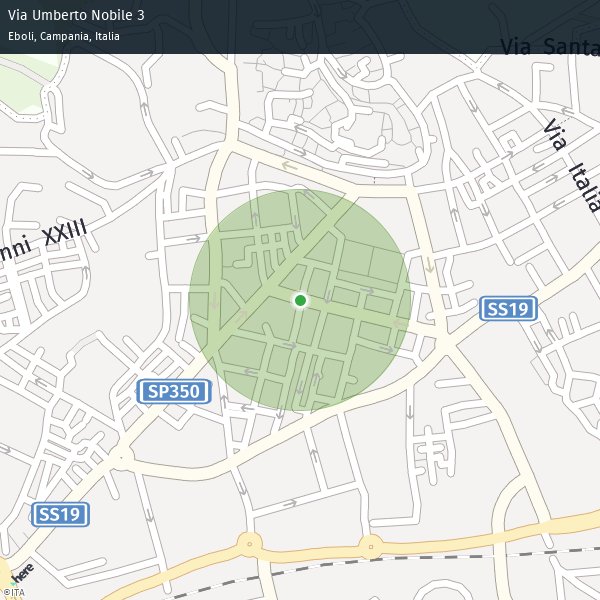 Via Umberto Nobile 3
Eboli, Campania, Italia
Via Santa
Via Italia
nni XXIII
SS19
SP350
SS19
here
©ITA